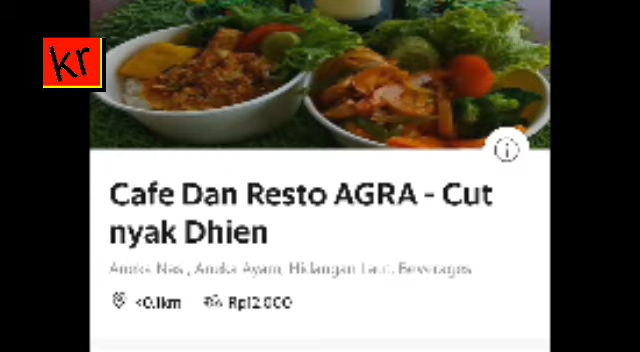 kr
Cafe Dan Resto AGRA - Cut
nyak Dhien
Aneka Nasi, Aneka Ayam, Hidangan Laut, Beverages
<0.1km Rp12.000